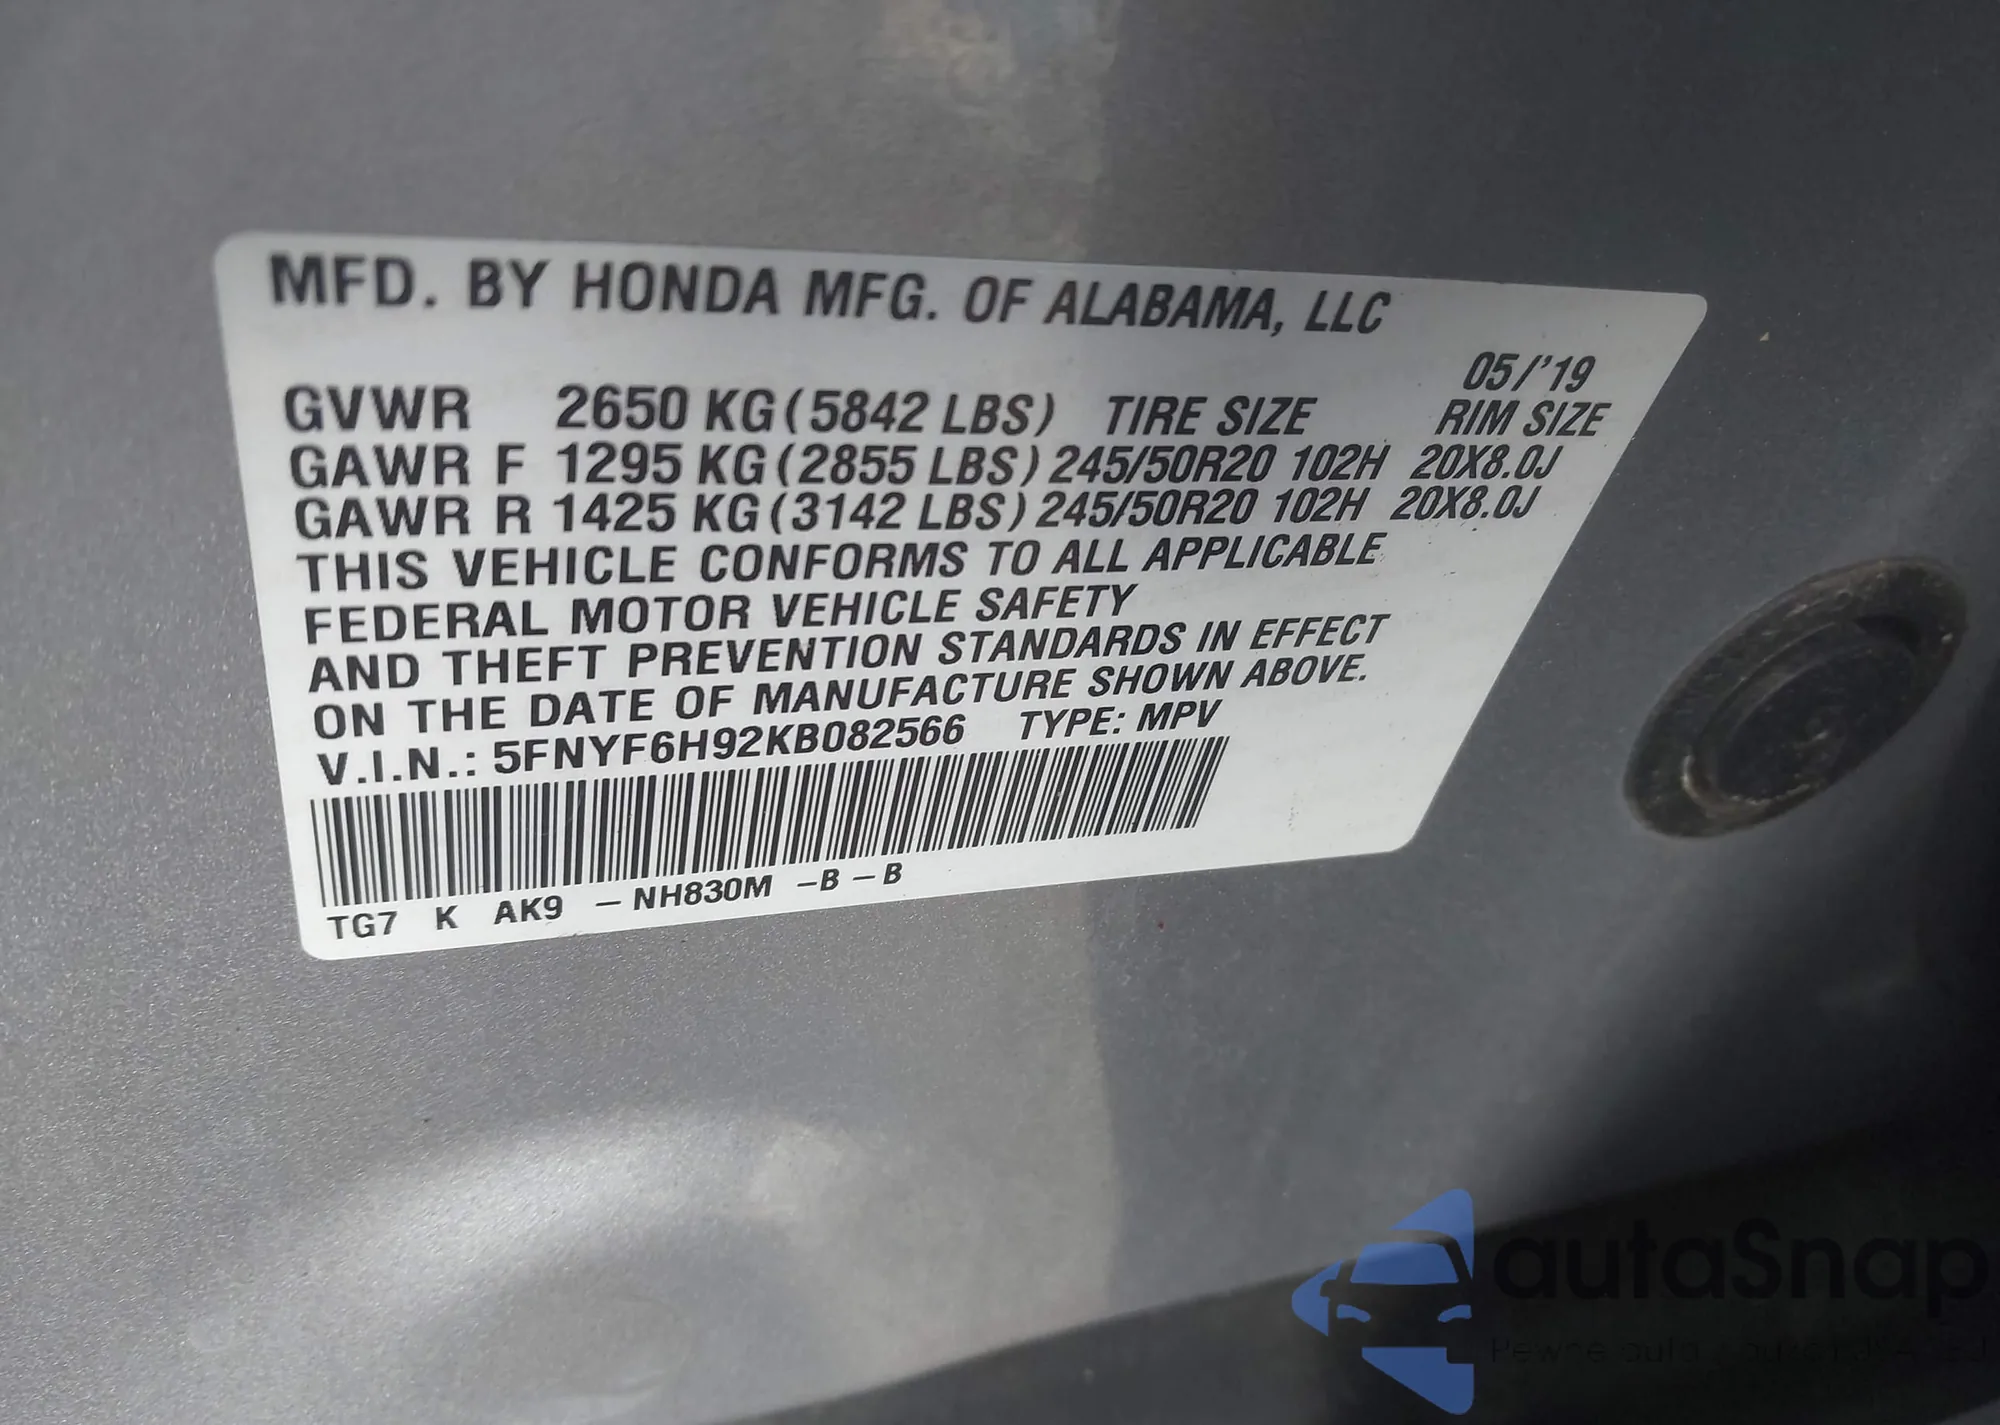 MFD. BY HONDA MFG. OF ALABAMA, LLC
05/'19
GVWR 2650 KG (5842 LBS) TIRE SIZE RIM SIZE
GAWR F 1295 KG (2855 LBS) 245/50R20 102H 20X8.0J
GAWR R 1425 KG (3142 LBS) 245/50R20 102H 20X8.0J
THIS VEHICLE CONFORMS TO ALL APPLICABLE
FEDERAL MOTOR VEHICLE SAFETY
AND THEFT PREVENTION STANDARDS IN EFFECT
ON THE DATE OF MANUFACTURE SHOWN ABOVE.
V.I.N.: 5FNYF6H92KB082566 TYPE: MPV
TG7 K AK9 – NH830M –B – B
autaSnap
Pewne auta